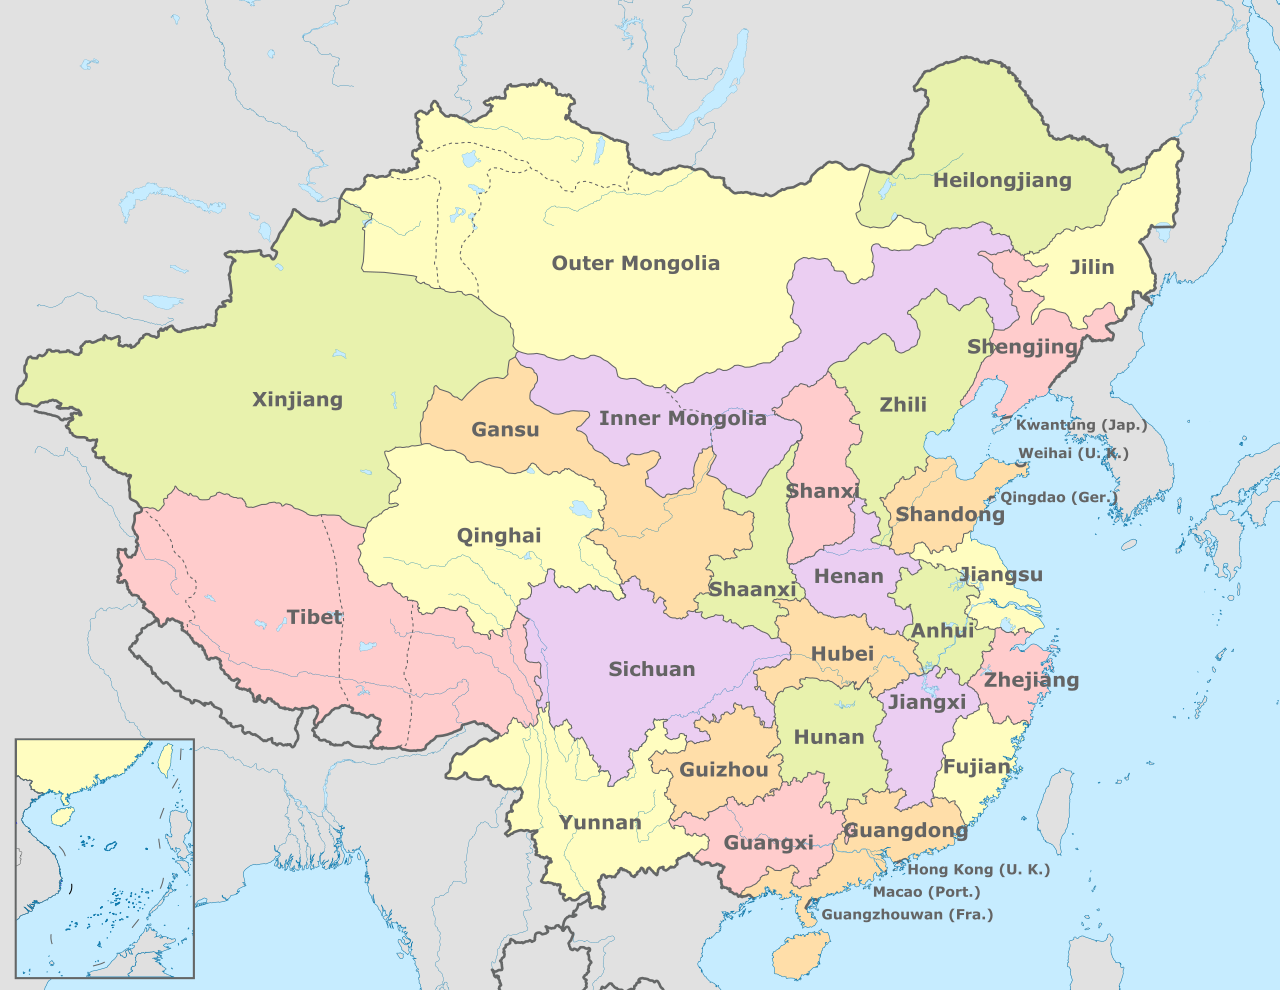 Heilongjiang
Outer Mongolia
Jilin
Shengjing
Xinjiang
Zhili
Inner Mongolia
Gansu
Kwantung (Jap.)
Weihai (U. K.)
Shanxi
Qingdao (Ger.)
Shandong
Qinghai
Henan
Jiangsu
Shaanxi
Tibet
Anhui
Hubei
Sichuan
Zhejiang
Jiangxi
Hunan
Fujian
Guizhou
Yunnan
Guangdong
Guangxi
Hong Kong (U. K.)
Macao (Port.)
Guangzhouwan (Fra.)